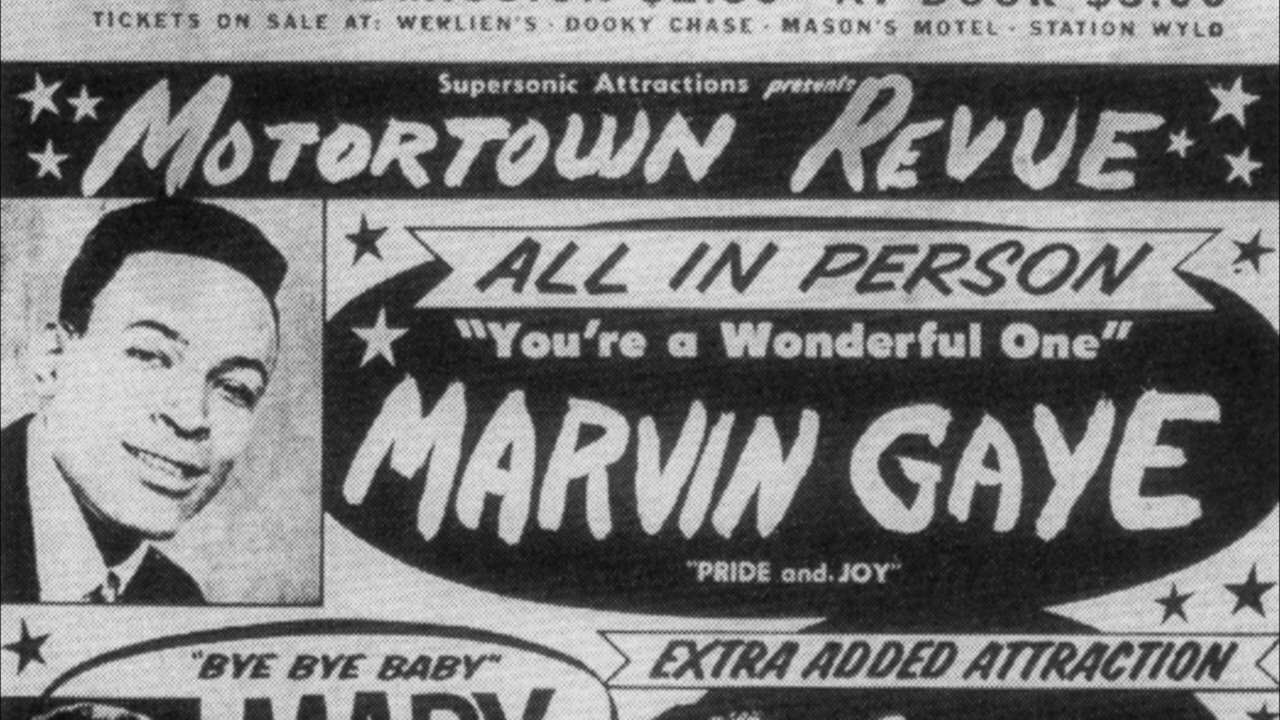 TICKETS ON SALE AT: WERLIEN'S · DOOKY CHASE · MASON'S MOTEL · STATION WYLD
Supersonic Attractions presents
MOTORTOWN REVUE
ALL IN PERSON
"You're a Wonderful One"
MARVIN GAYE
"PRIDE and JOY"
"BYE BYE BABY"
EXTRA ADDED ATTRACTION
MARY